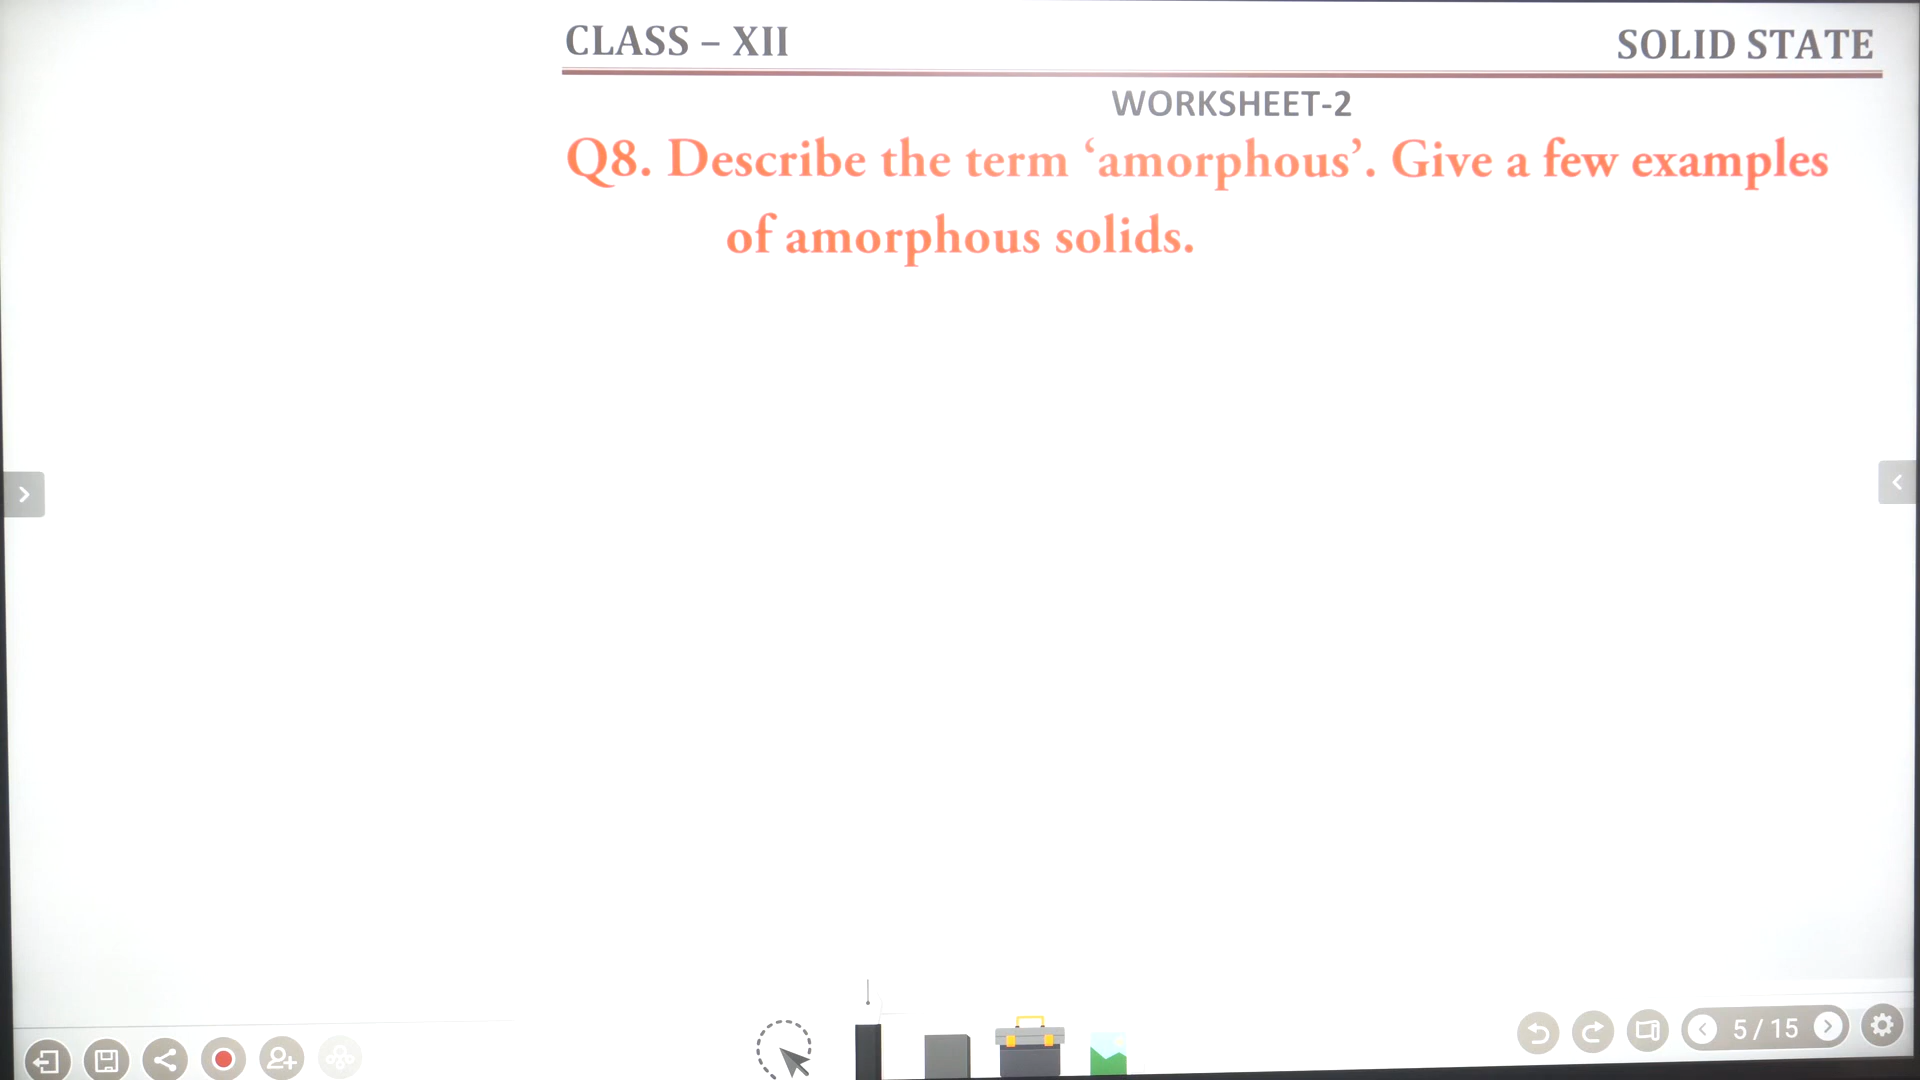 CLASS – XII SOLID STATE
WORKSHEET-2
Q8. Describe the term ‘amorphous’. Give a few examples
of amorphous solids.
5 / 15